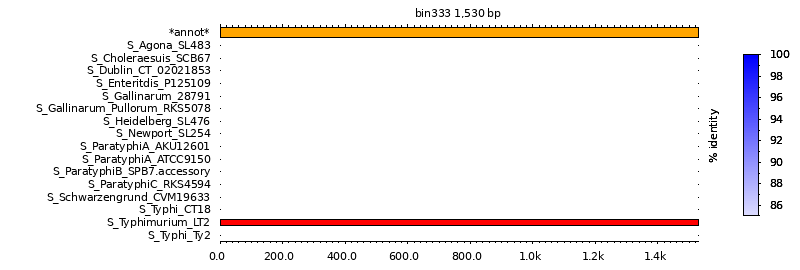 bin333 1,530 bp
*annot*
S_Agona_SL483
S_Choleraesuis_SCB67
S_Dublin_CT_02021853
S_Enteritdis_P125109
S_Gallinarum_28791
S_Gallinarum_Pullorum_RKS5078
S_Heidelberg_SL476
S_Newport_SL254
S_ParatyphiA_AKU12601
S_ParatyphiA_ATCC9150
S_ParatyphiB_SPB7.accessory
S_ParatyphiC_RKS4594
S_Schwarzengrund_CVM19633
S_Typhi_CT18
S_Typhimurium_LT2
S_Typhi_Ty2
0.0 200.0 400.0 600.0 800.0 1.0k 1.2k 1.4k
% identity
100
98
96
94
92
90
88
86